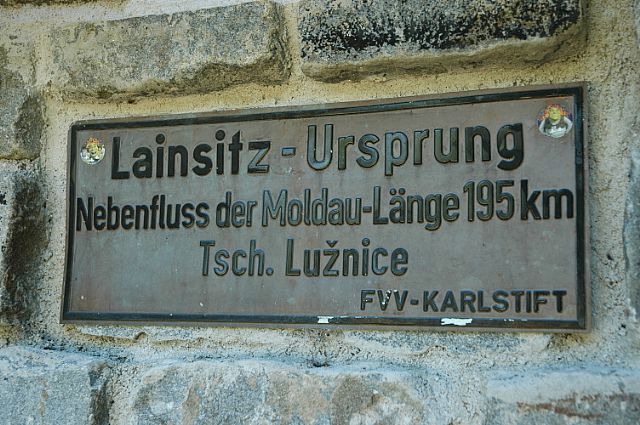 Lainsitz - Ursprung
Nebenfluss der Moldau-Länge 195 km
Tsch. Lužnice
FVV-KARLSTIFT